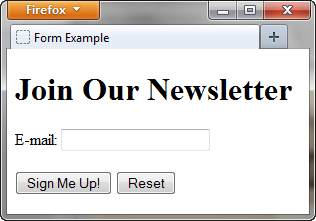 Firefox
Form Example
Join Our Newsletter
E-mail:
Sign Me Up! Reset